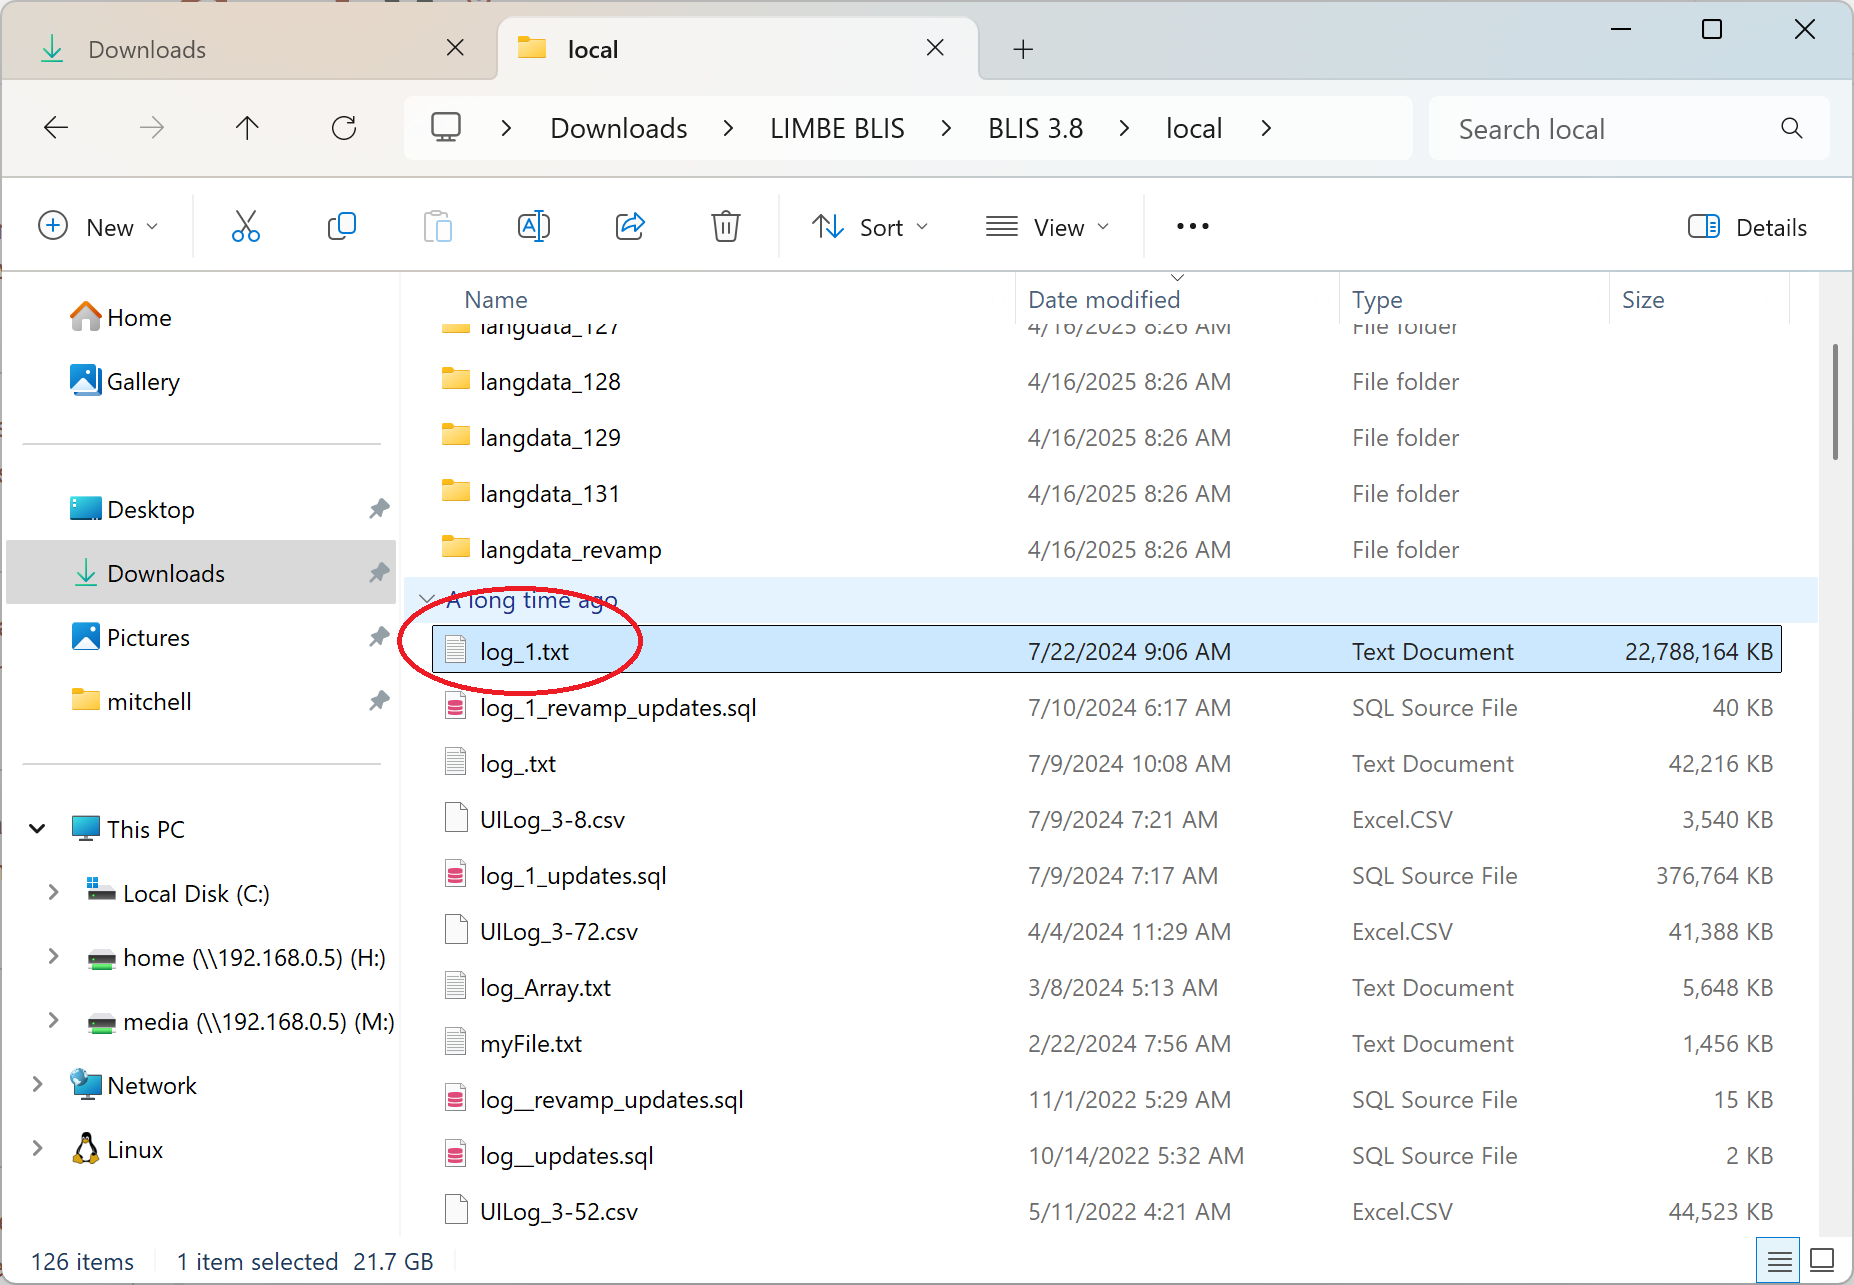 Downloads
local
Downloads > LIMBE BLIS > BLIS 3.8 > local >
Search local
New
Sort
View
Details
Home
Gallery
Desktop
Downloads
Pictures
mitchell
This PC
Local Disk (C:)
home (\\192.168.0.5) (H:)
media (\\192.168.0.5) (M:)
Network
Linux
Name Date modified Type Size
langdata_127 4/16/2025 8:26 AM File folder
langdata_128 4/16/2025 8:26 AM File folder
langdata_129 4/16/2025 8:26 AM File folder
langdata_131 4/16/2025 8:26 AM File folder
langdata_revamp 4/16/2025 8:26 AM File folder
A long time ago
log_1.txt 7/22/2024 9:06 AM Text Document 22,788,164 KB
log_1_revamp_updates.sql 7/10/2024 6:17 AM SQL Source File 40 KB
log_.txt 7/9/2024 10:08 AM Text Document 42,216 KB
UILog_3-8.csv 7/9/2024 7:21 AM Excel.CSV 3,540 KB
log_1_updates.sql 7/9/2024 7:17 AM SQL Source File 376,764 KB
UILog_3-72.csv 4/4/2024 11:29 AM Excel.CSV 41,388 KB
log_Array.txt 3/8/2024 5:13 AM Text Document 5,648 KB
myFile.txt 2/22/2024 7:56 AM Text Document 1,456 KB
log__revamp_updates.sql 11/1/2022 5:29 AM SQL Source File 15 KB
log__updates.sql 10/14/2022 5:32 AM SQL Source File 2 KB
UILog_3-52.csv 5/11/2022 4:21 AM Excel.CSV 44,523 KB
126 items 1 item selected 21.7 GB